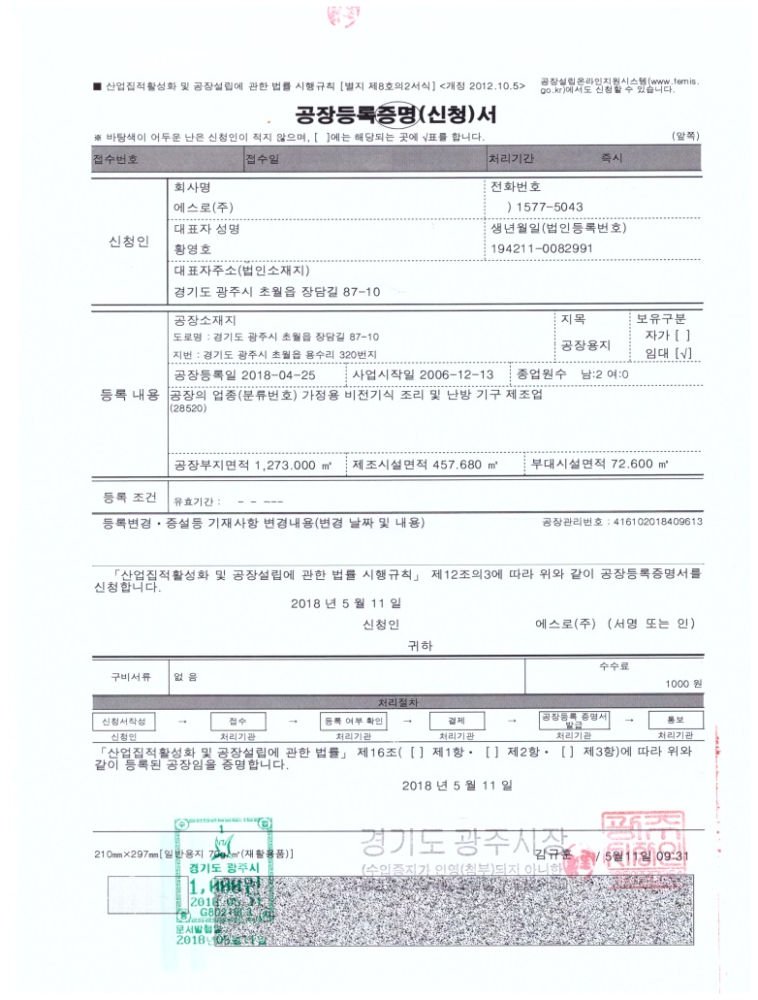 ■ 산업집적활성화 및 공장설립에 관한 법률 시행규칙 [별지 제8호의2서식] <개정 2012.10.5>
공장설립온라인지원시스템(www.femis.
go.kr)에서도 신청할 수 있습니다.
공장등록증명(신청)서
※ 바탕색이 어두운 난은 신청인이 적지 않으며, [ ]에는 해당되는 곳에 √표를 합니다.
(앞쪽)
접수번호 접수일 처리기간 즉시
신청인
회사명
에스로(주)
전화번호
) 1577-5043
대표자 성명
황영호
생년월일(법인등록번호)
194211-0082991
대표자주소(법인소재지)
경기도 광주시 초월읍 장담길 87-10
등록 내용
공장소재지
도로명 : 경기도 광주시 초월읍 장담길 87-10
지번 : 경기도 광주시 초월읍 용수리 320번지
지목
공장용지
보유구분
자가 [ ]
임대 [√]
공장등록일 2018-04-25 사업시작일 2006-12-13 종업원수 남:2 여:0
공장의 업종(분류번호) 가정용 비전기식 조리 및 난방 기구 제조업
(28520)
공장부지면적 1,273.000 ㎡ 제조시설면적 457.680 ㎡ 부대시설면적 72.600 ㎡
등록 조건
유효기간 : - - ~--
등록변경·증설등 기재사항 변경내용(변경 날짜 및 내용)
공장관리번호 : 416102018409613
「산업집적활성화 및 공장설립에 관한 법률 시행규칙」 제12조의3에 따라 위와 같이 공장등록증명서를
신청합니다.
2018 년 5 월 11 일
신청인 에스로(주) (서명 또는 인)
귀하
구비서류 없 음
수수료
1000 원
처리절차
신청서작성 → 접수 → 등록 여부 확인 → 결제 → 공장등록 증명서 발급 → 통보
신청인 처리기관 처리기관 처리기관 처리기관 처리기관
「산업집적활성화 및 공장설립에 관한 법률」 제16조( [ ] 제1항· [ ] 제2항· [ ] 제3항)에 따라 위와
같이 등록된 공장임을 증명합니다.
2018 년 5 월 11 일
경기도 광주시장
210㎜×297㎜[일반용지 70g/㎡(재활용품)]
김규훈 / 5월11일 09:31
(수입증지가 인영(첨부)되지 아니한
수 1 입
경기도 광주시
1,000원
2018 05 11
문서발행일
2018년05월11일